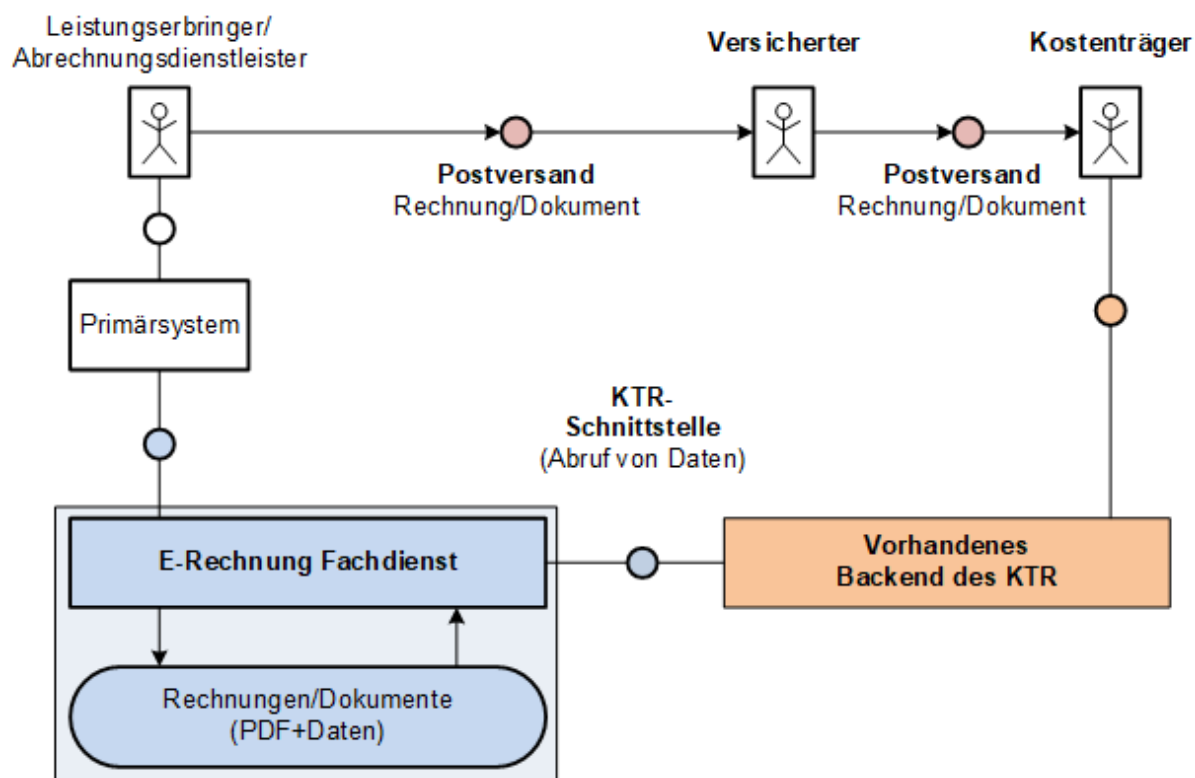 Leistungserbringer/
Abrechnungsdienstleister
Versicherter
Kostenträger
Postversand
Rechnung/Dokument
Postversand
Rechnung/Dokument
Primärsystem
KTR-
Schnittstelle
(Abruf von Daten)
E-Rechnung Fachdienst
Vorhandenes
Backend des KTR
Rechnungen/Dokumente
(PDF+Daten)